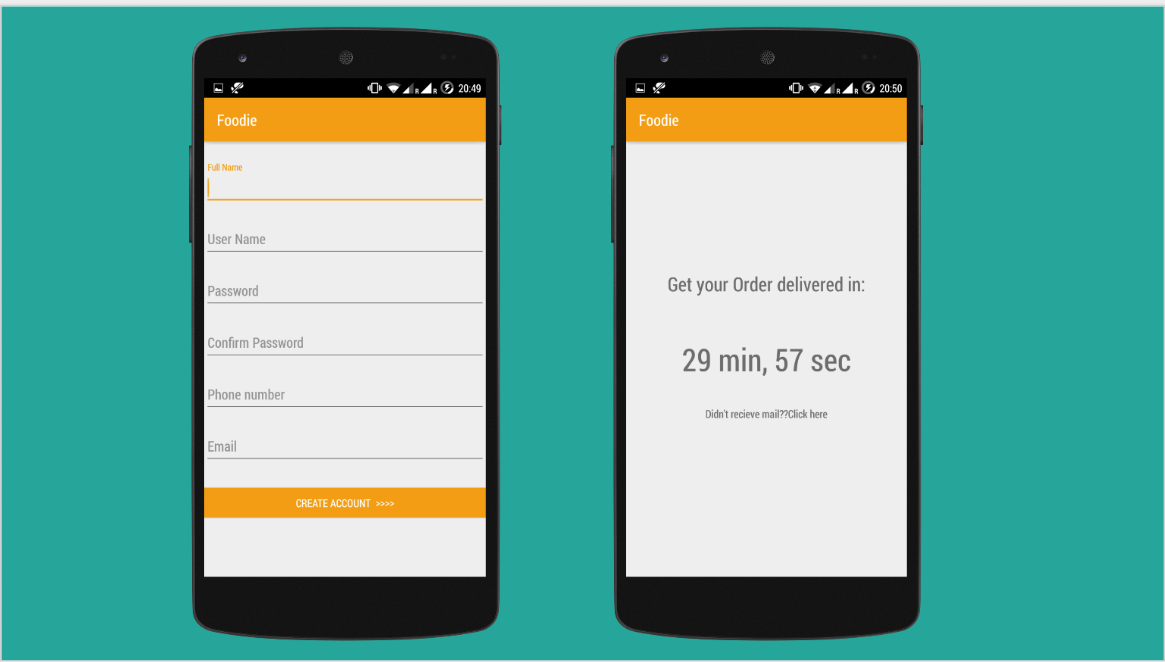 20:49
Foodie
Full Name
User Name
Password
Confirm Password
Phone number
Email
CREATE ACCOUNT >>>>
20:50
Foodie
Get your Order delivered in:
29 min, 57 sec
Didn't recieve mail??Click here